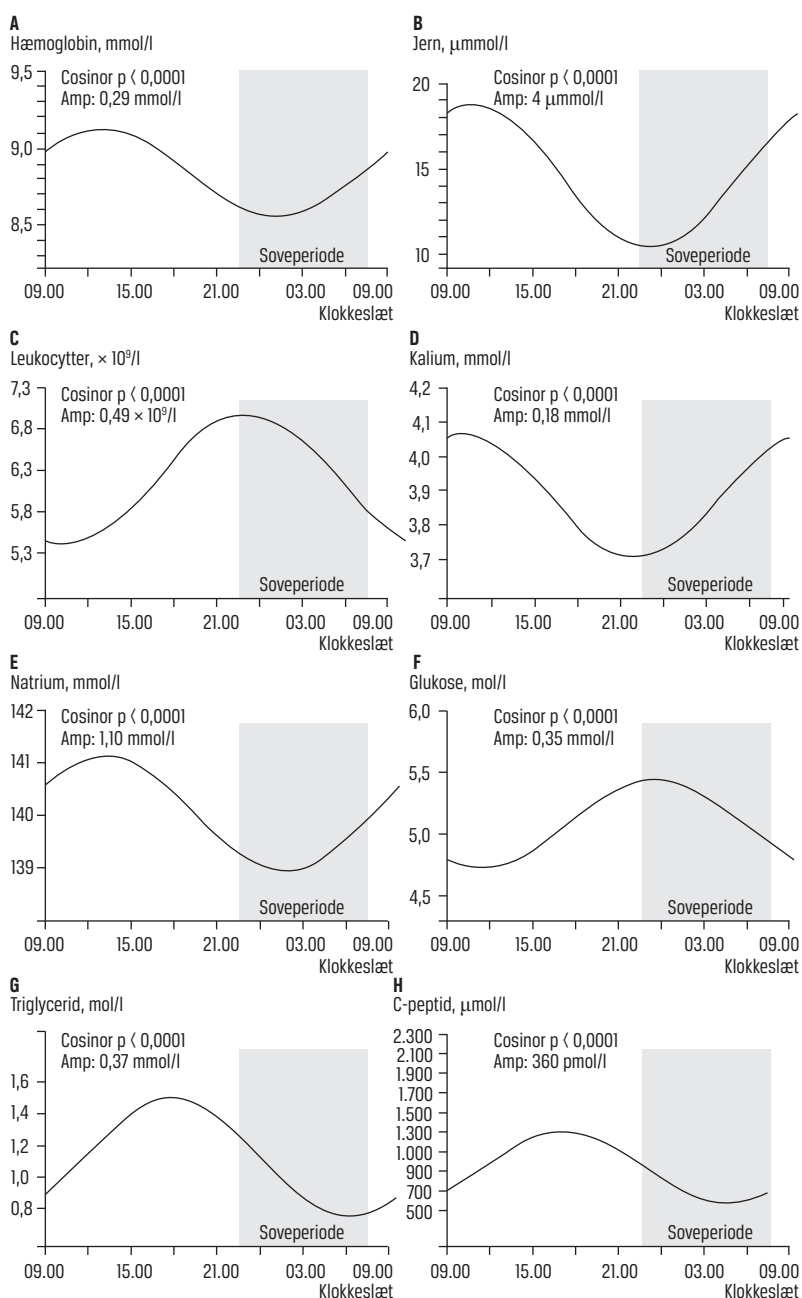 A
Hæmoglobin, mmol/l
9,5
9,0
8,5
Cosinor p < 0,0001
Amp: 0,29 mmol/l
Soveperiode
09.00 15.00 21.00 03.00 09.00
Klokkeslæt
B
Jern, μmmol/l
20
15
10
Cosinor p < 0,0001
Amp: 4 μmmol/l
Soveperiode
09.00 15.00 21.00 03.00 09.00
Klokkeslæt
C
Leukocytter, × 10⁹/l
7,3
6,8
6,3
5,8
5,3
Cosinor p < 0,0001
Amp: 0,49 × 10⁹/l
Soveperiode
09.00 15.00 21.00 03.00 09.00
Klokkeslæt
D
Kalium, mmol/l
4,2
4,1
4,0
3,9
3,8
3,7
Cosinor p < 0,0001
Amp: 0,18 mmol/l
Soveperiode
09.00 15.00 21.00 03.00 09.00
Klokkeslæt
E
Natrium, mmol/l
142
141
140
139
Cosinor p < 0,0001
Amp: 1,10 mmol/l
Soveperiode
09.00 15.00 21.00 03.00 09.00
Klokkeslæt
F
Glukose, mol/l
6,0
5,5
5,0
4,5
Cosinor p < 0,0001
Amp: 0,35 mmol/l
Soveperiode
09.00 15.00 21.00 03.00 09.00
Klokkeslæt
G
Triglycerid, mol/l
1,6
1,4
1,2
1,0
0,8
Cosinor p < 0,0001
Amp: 0,37 mmol/l
Soveperiode
09.00 15.00 21.00 03.00 09.00
Klokkeslæt
H
C-peptid, μmol/l
2.300
2.100
1.900
1.700
1.500
1.300
1.100
900
700
500
Cosinor p < 0,0001
Amp: 360 pmol/l
Soveperiode
09.00 15.00 21.00 03.00 09.00
Klokkeslæt